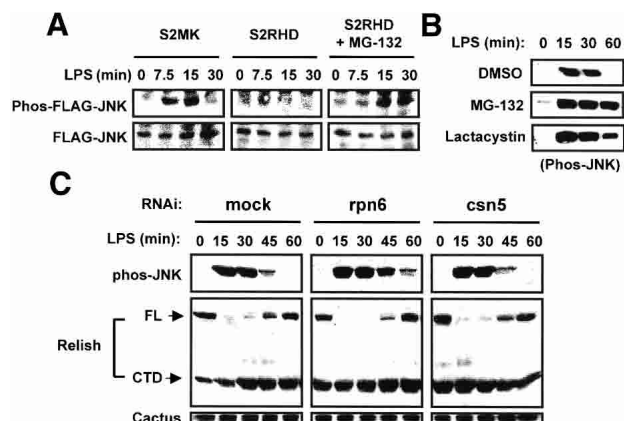 A
S2MK S2RHD S2RHD + MG-132
LPS (min) 0 7.5 15 30 0 7.5 15 30 0 7.5 15 30
Phos-FLAG-JNK
FLAG-JNK
B
LPS (min): 0 15 30 60
DMSO
MG-132
Lactacystin
(Phos-JNK)
C
RNAi: mock rpn6 csn5
LPS (min): 0 15 30 45 60 0 15 30 45 60 0 15 30 45 60
phos-JNK
FL
Relish
CTD
Cactus